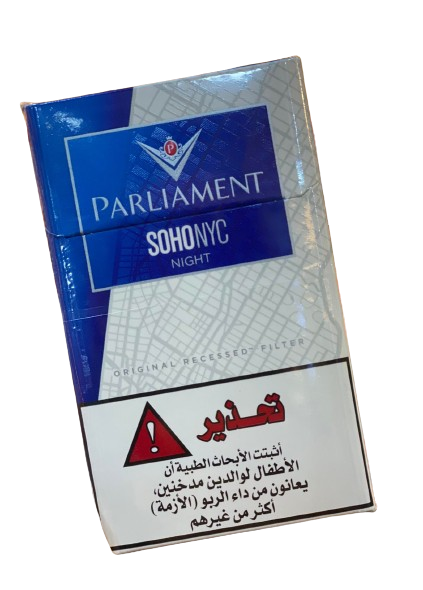 P
PARLIAMENT
SOHONYC
NIGHT
ORIGINAL RECESSED™ FILTER
تحذير
!
أثبتت الأبحاث الطبية أن
الأطفال لوالدين مدخنين،
يعانون من داء الربو (الأزمة)
أكثر من غيرهم